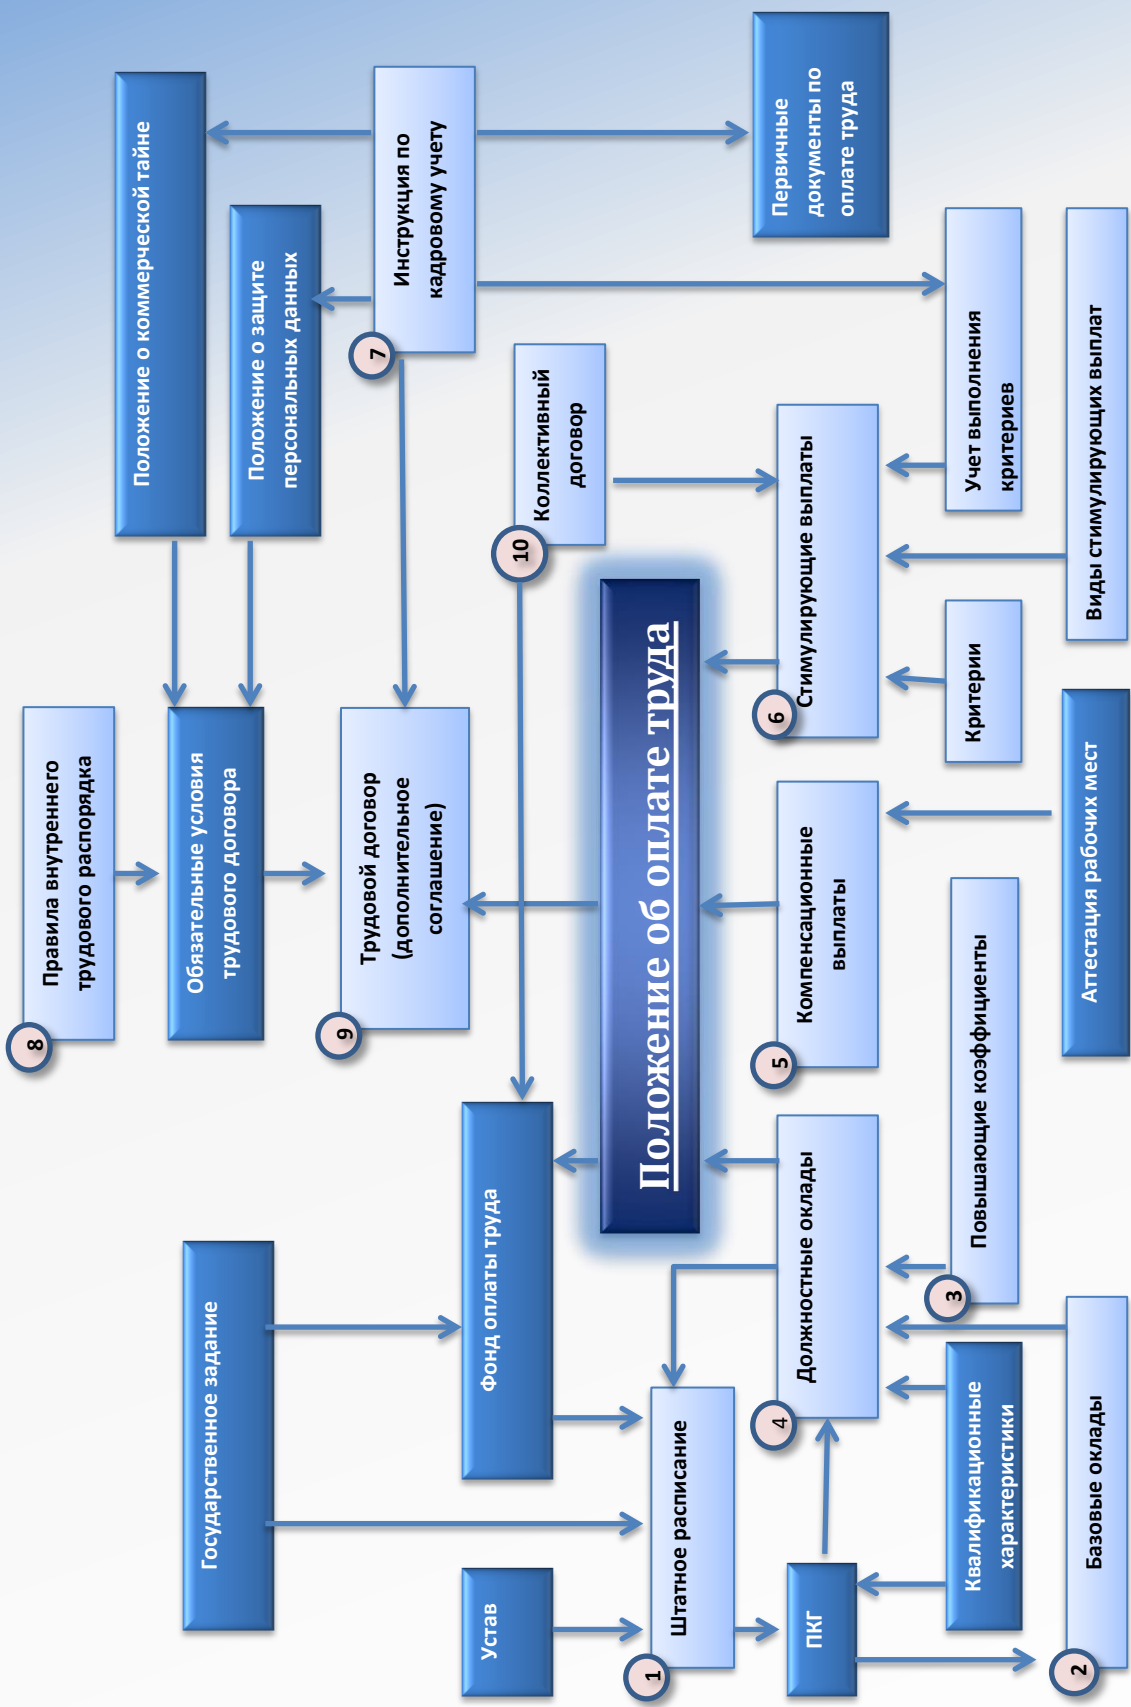 Государственное задание
8
Правила внутреннего
трудового распорядка
Обязательные условия
трудового договора
Положение о коммерческой тайне
Положение о защите
персональных данных
9
Трудовой договор
(дополнительное
соглашение)
7
Инструкция по
кадровому учету
Устав
Фонд оплаты труда
10
Коллективный
договор
Положение об оплате труда
1
Штатное расписание
Первичные
документы по
оплате труда
ПКГ
4
Должностные оклады
5
Компенсационные
выплаты
6
Стимулирующие выплаты
Квалификационные
характеристики
3
Повышающие коэффициенты
Критерии
Учет выполнения
критериев
2
Базовые оклады
Аттестация рабочих мест
Виды стимулирующих выплат